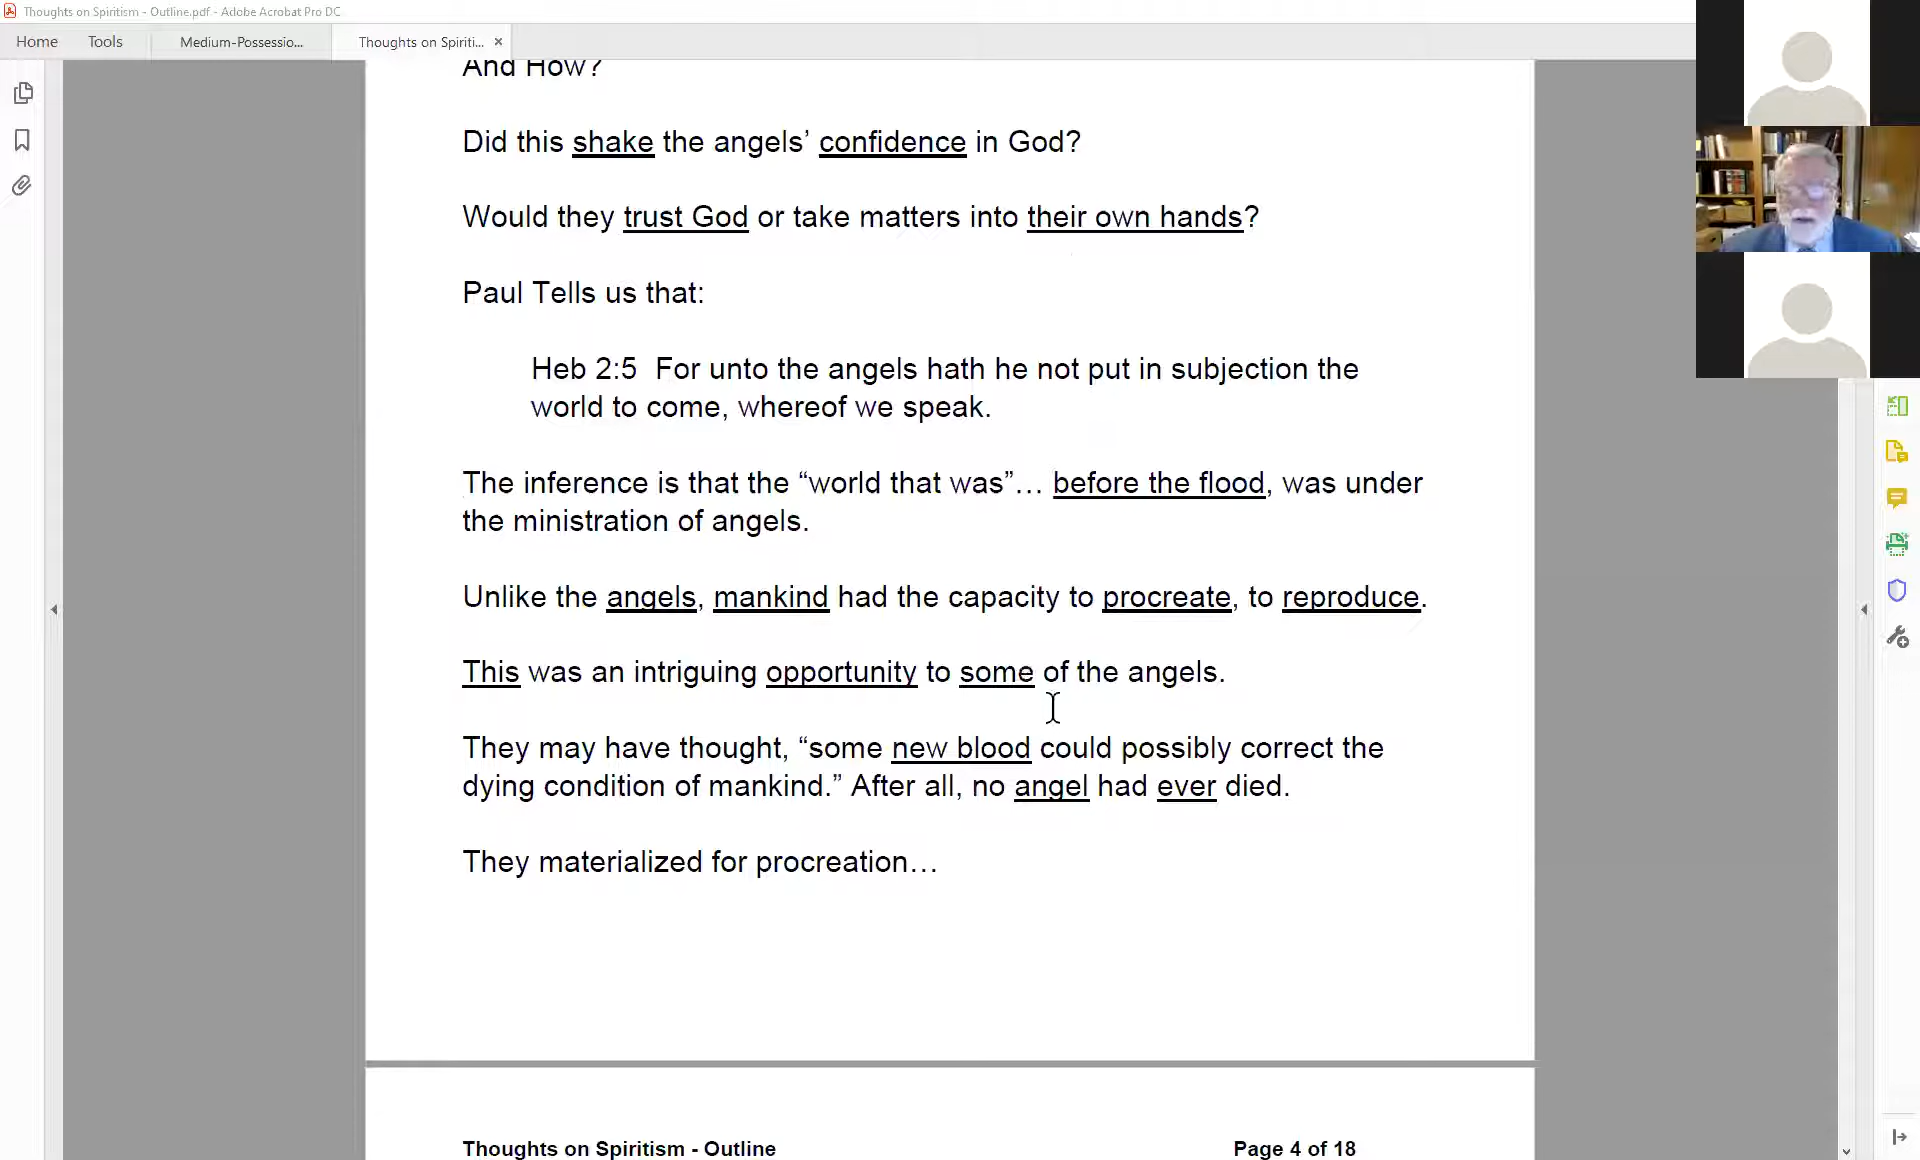 Thoughts on Spiritism - Outline.pdf - Adobe Acrobat Pro DC
Home Tools Medium-Possessio... Thoughts on Spiriti... ×
And How?
Did this shake the angels’ confidence in God?
Would they trust God or take matters into their own hands?
Paul Tells us that:
Heb 2:5 For unto the angels hath he not put in subjection the
world to come, whereof we speak.
The inference is that the “world that was”… before the flood, was under
the ministration of angels.
Unlike the angels, mankind had the capacity to procreate, to reproduce.
This was an intriguing opportunity to some of the angels.
They may have thought, “some new blood could possibly correct the
dying condition of mankind.” After all, no angel had ever died.
They materialized for procreation…
Thoughts on Spiritism - Outline Page 4 of 18